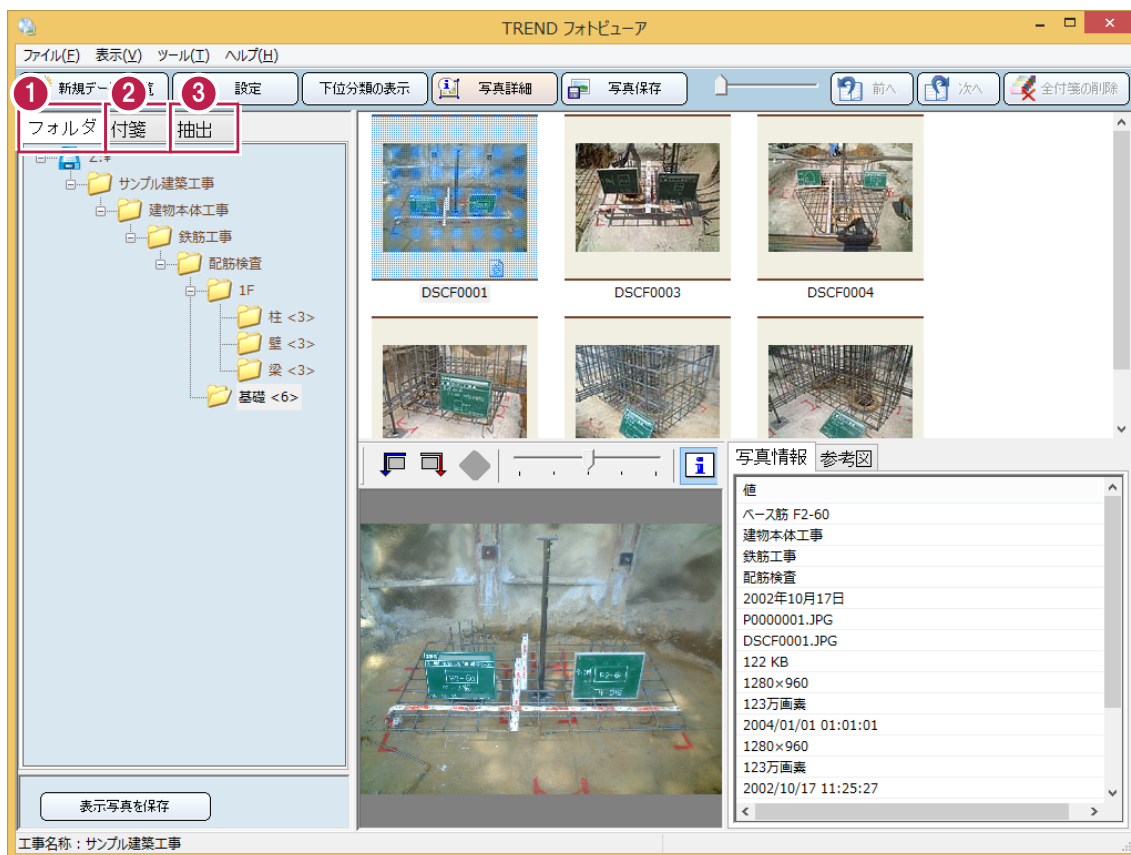 TREND フォトビューア
ファイル(F) 表示(V) ツール(T) ヘルプ(H)
新規デー 覧 設定 下位分類の表示 写真詳細 写真保存 前へ 次へ 全付箋の削除
1 2 3
フォルダ 付箋 抽出
サンプル建築工事
建物本体工事
鉄筋工事
配筋検査
1F
柱 <3>
壁 <3>
梁 <3>
基礎 <6>
DSCF0001 DSCF0003 DSCF0004
写真情報 参考図
値
ベース筋 F2-60
建物本体工事
鉄筋工事
配筋検査
2002年10月17日
P0000001.JPG
DSCF0001.JPG
122 KB
1280×960
123万画素
2004/01/01 01:01:01
1280×960
123万画素
2002/10/17 11:25:27
F2-60
表示写真を保存
工事名称：サンプル建築工事